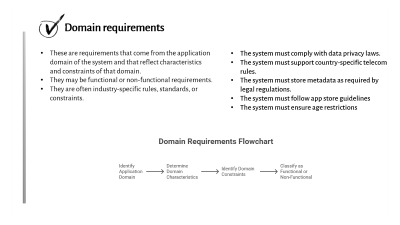 Domain requirements
• These are requirements that come from the application
domain of the system and that reflect characteristics
and constraints of that domain.
• They may be functional or non-functional requirements.
• They are often industry-specific rules, standards, or
constraints.
• The system must comply with data privacy laws.
• The system must support country-specific telecom
rules.
• The system must store metadata as required by
legal regulations.
• The system must follow app store guidelines
• The system must ensure age restrictions
Domain Requirements Flowchart
Identify
Application
Domain
Determine
Domain
Characteristics
Identify Domain
Constraints
Classify as
Functional or
Non-Functional